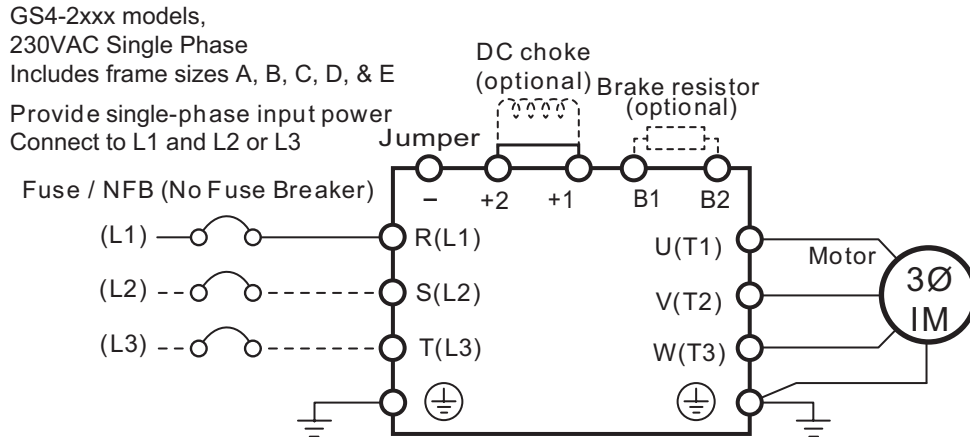 GS4-2xxx models,
230VAC Single Phase
Includes frame sizes A, B, C, D, & E
Provide single-phase input power
Connect to L1 and L2 or L3
DC choke
(optional)
Brake resistor
(optional)
Jumper
Fuse / NFB (No Fuse Breaker)
– +2 +1 B1 B2
(L1) R(L1) U(T1)
Motor
(L2) S(L2) V(T2)
3Ø
IM
(L3) T(L3) W(T3)